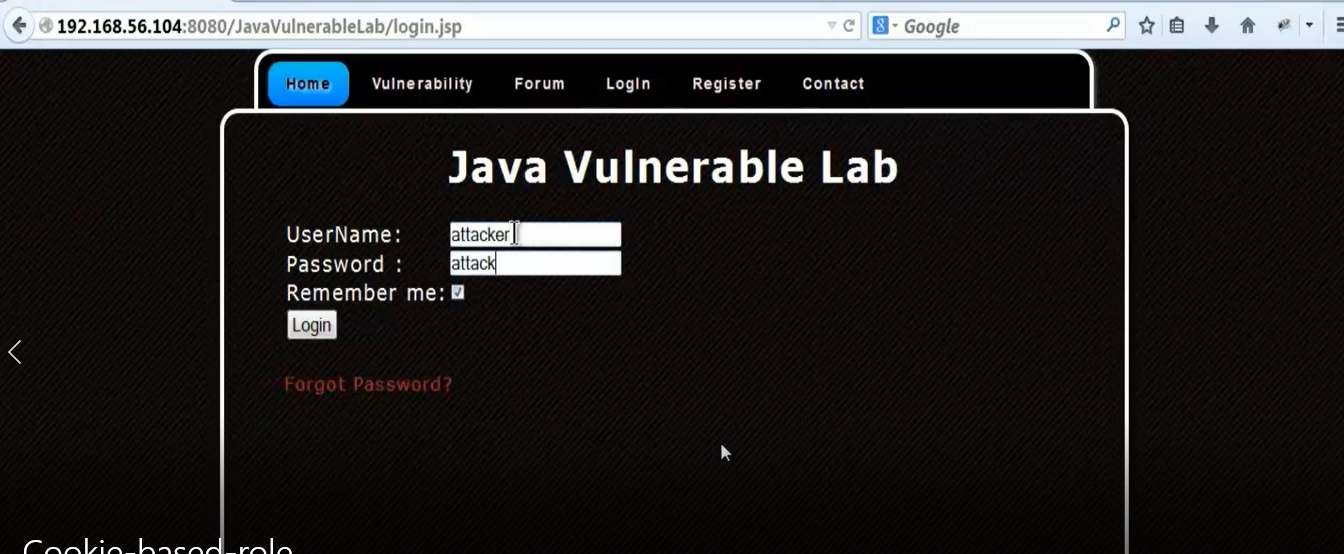 192.168.56.104:8080/JavaVulnerableLab/login.jsp
Google
Home Vulnerability Forum LogIn Register Contact
Java Vulnerable Lab
UserName: attacker
Password : attack
Remember me:
Login
Forgot Password?
Cookie-based-role